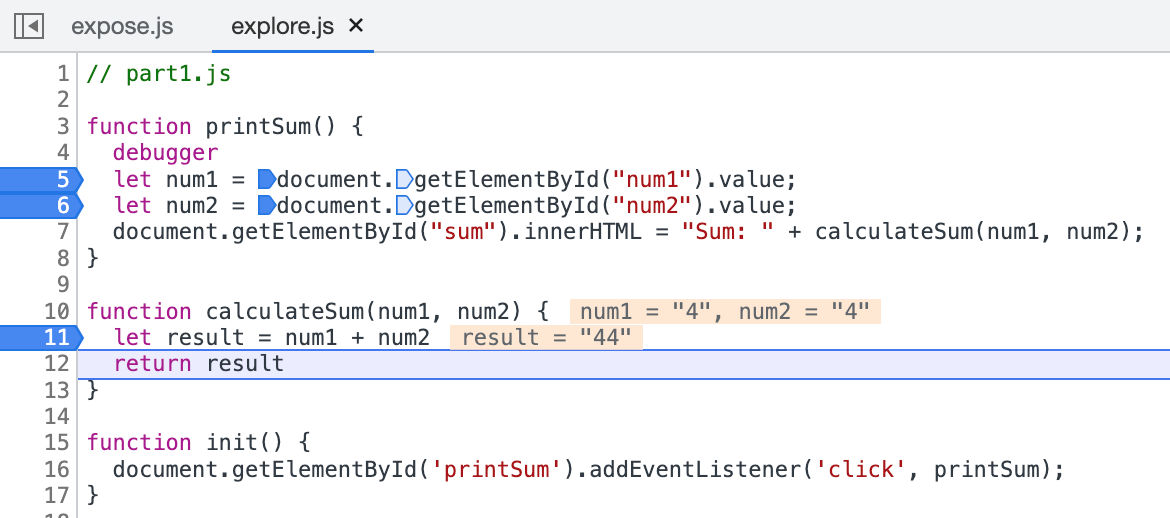 expose.js explore.js ×
1 // part1.js
2
3 function printSum() {
4 debugger
5 let num1 = document.getElementById("num1").value;
6 let num2 = document.getElementById("num2").value;
7 document.getElementById("sum").innerHTML = "Sum: " + calculateSum(num1, num2);
8 }
9
10 function calculateSum(num1, num2) { num1 = "4", num2 = "4"
11 let result = num1 + num2 result = "44"
12 return result
13 }
14
15 function init() {
16 document.getElementById('printSum').addEventListener('click', printSum);
17 }